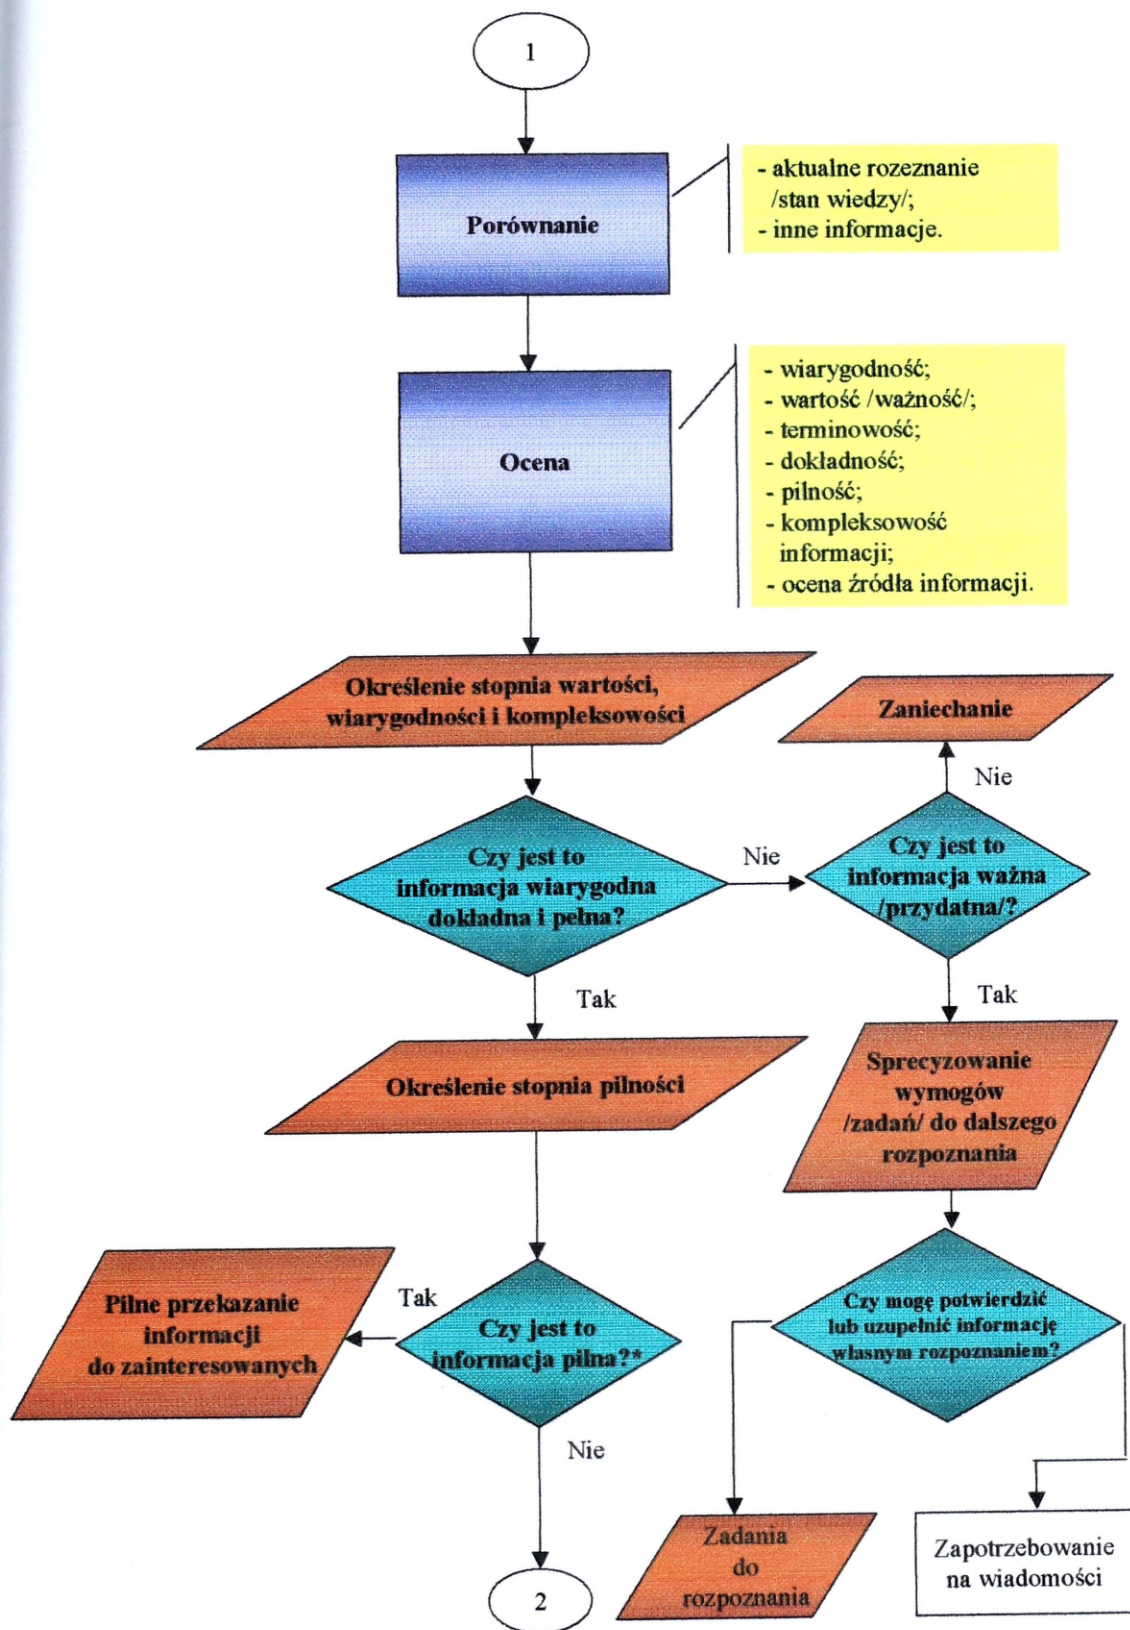 1
Porównanie
- aktualne rozeznanie
/stan wiedzy/;
- inne informacje.
Ocena
- wiarygodność;
- wartość /ważność/;
- terminowość;
- dokładność;
- pilność;
- kompleksowość
informacji;
- ocena źródła informacji.
Określenie stopnia wartości,
wiarygodności i kompleksowości
Zaniechanie
Nie
Czy jest to
informacja wiarygodna
dokładna i pełna?
Nie
Czy jest to
informacja ważna
/przydatna/?
Tak
Tak
Określenie stopnia pilności
Sprecyzowanie
wymogów
/zadań/ do dalszego
rozpoznania
Pilne przekazanie
informacji
do zainteresowanych
Tak
Czy jest to
informacja pilna?*
Czy mogę potwierdzić
lub uzupełnić informację
własnym rozpoznaniem?
Nie
2
Zadania
do
rozpoznania
Zapotrzebowanie
na wiadomości